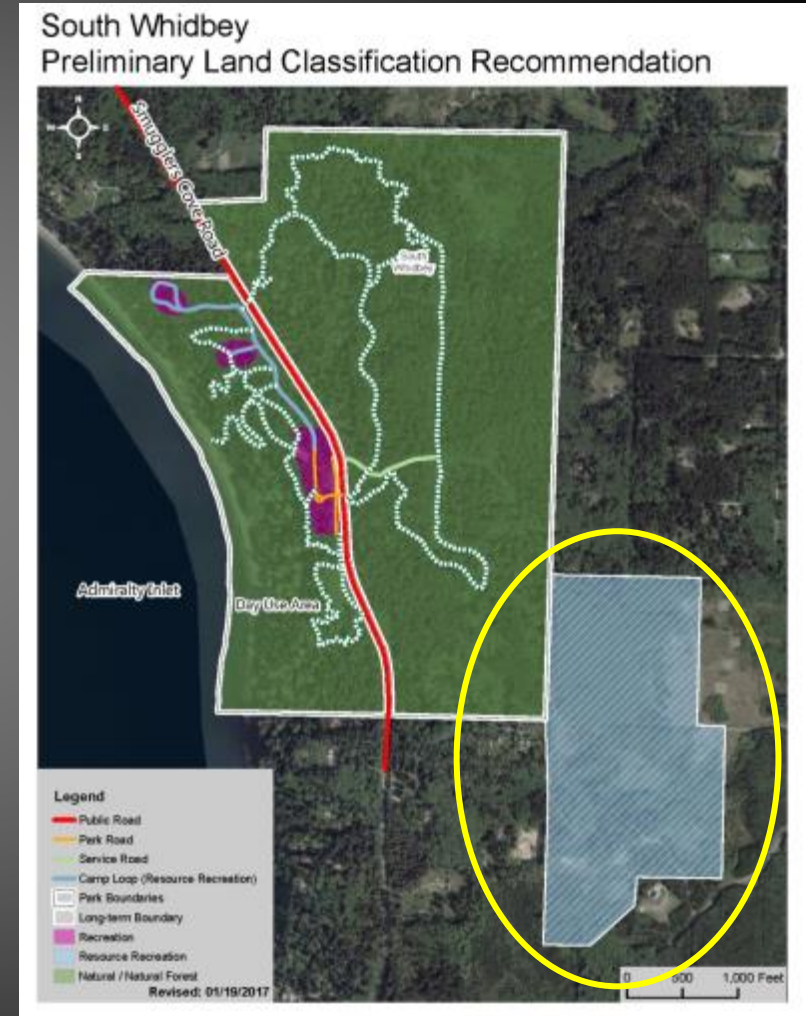 South Whidbey
Preliminary Land Classification Recommendation
N
W
E
S
Smugglers Cove Road
South
Whidbey
Admiralty Inlet
Day Use Area
Legend
Public Road
Park Road
Service Road
Camp Loop (Resource Recreation)
Park Boundaries
Long-term Boundary
Recreation
Resource Recreation
Natural / Natural Forest
Revised: 01/19/2017
0 500 1,000 Feet